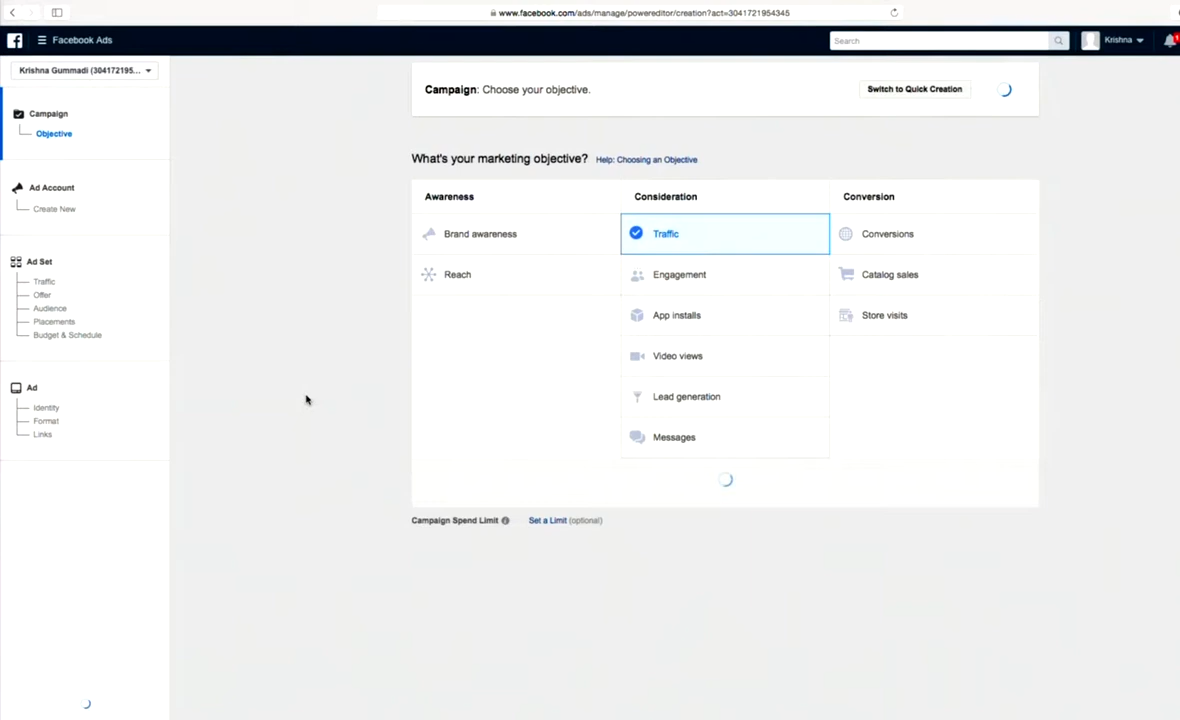 www.facebook.com/ads/manage/powereditor/creation?act=3041721954345
Facebook Ads
Search
Krishna
1
Krishna Gummadi (304172195...
Campaign
Objective
Ad Account
Create New
Ad Set
Traffic
Offer
Audience
Placements
Budget & Schedule
Ad
Identity
Format
Links
Campaign: Choose your objective.
Switch to Quick Creation
What's your marketing objective? Help: Choosing an Objective
Awareness
Consideration
Conversion
Brand awareness
Traffic
Conversions
Reach
Engagement
Catalog sales
App installs
Store visits
Video views
Lead generation
Messages
Campaign Spend Limit Set a Limit (optional)